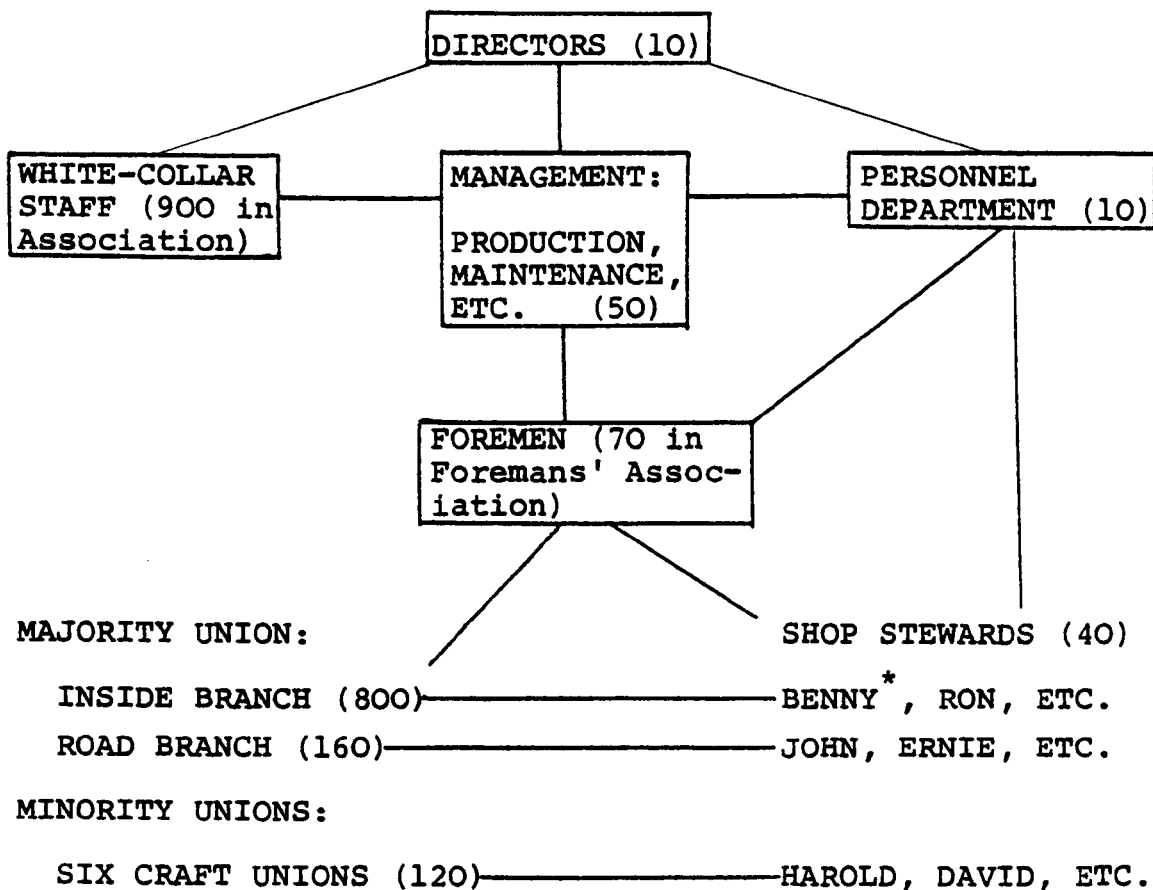 DIRECTORS (10)
WHITE-COLLAR
STAFF (900 in
Association)
MANAGEMENT:
PRODUCTION,
MAINTENANCE,
ETC. (50)
PERSONNEL
DEPARTMENT (10)
FOREMEN (70 in
Foremans' Assoc-
iation)
MAJORITY UNION:
SHOP STEWARDS (40)
INSIDE BRANCH (800)
BENNY*, RON, ETC.
ROAD BRANCH (160)
JOHN, ERNIE, ETC.
MINORITY UNIONS:
SIX CRAFT UNIONS (120)
HAROLD, DAVID, ETC.